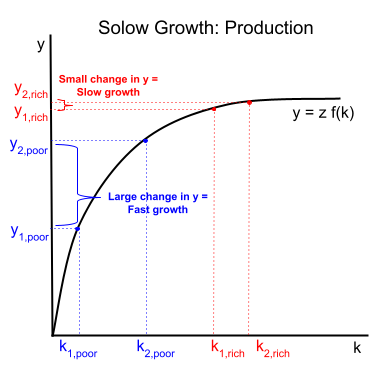 Solow Growth: Production
y
y2,rich
Small change in y =
Slow growth
y1,rich
y = z f(k)
y2,poor
Large change in y =
Fast growth
y1,poor
k1,poor
k2,poor
k1,rich
k2,rich
k